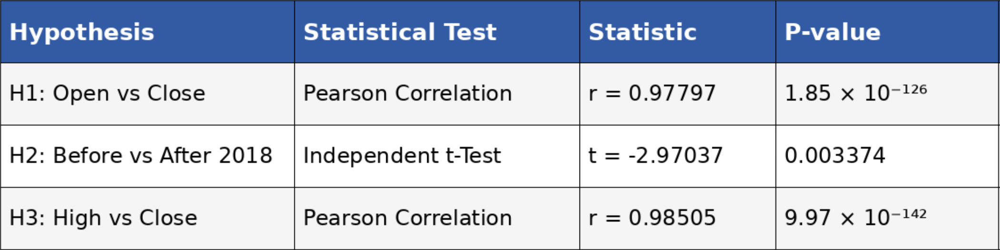 Hypothesis Statistical Test Statistic P-value
H1: Open vs Close Pearson Correlation r = 0.97797 1.85 × 10⁻¹²⁶
H2: Before vs After 2018 Independent t-Test t = -2.97037 0.003374
H3: High vs Close Pearson Correlation r = 0.98505 9.97 × 10⁻¹⁴²